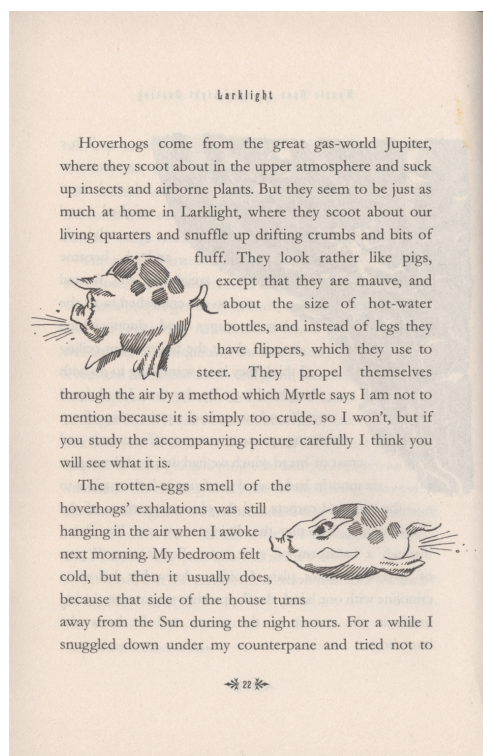 Larklight
Hoverhogs come from the great gas-world Jupiter,
where they scoot about in the upper atmosphere and suck
up insects and airborne plants. But they seem to be just as
much at home in Larklight, where they scoot about our
living quarters and snuffle up drifting crumbs and bits of
fluff. They look rather like pigs,
except that they are mauve, and
about the size of hot-water
bottles, and instead of legs they
have flippers, which they use to
steer. They propel themselves
through the air by a method which Myrtle says I am not to
mention because it is simply too crude, so I won't, but if
you study the accompanying picture carefully I think you
will see what it is.
The rotten-eggs smell of the
hoverhogs' exhalations was still
hanging in the air when I awoke
next morning. My bedroom felt
cold, but then it usually does,
because that side of the house turns
away from the Sun during the night hours. For a while I
snuggled down under my counterpane and tried not to
22